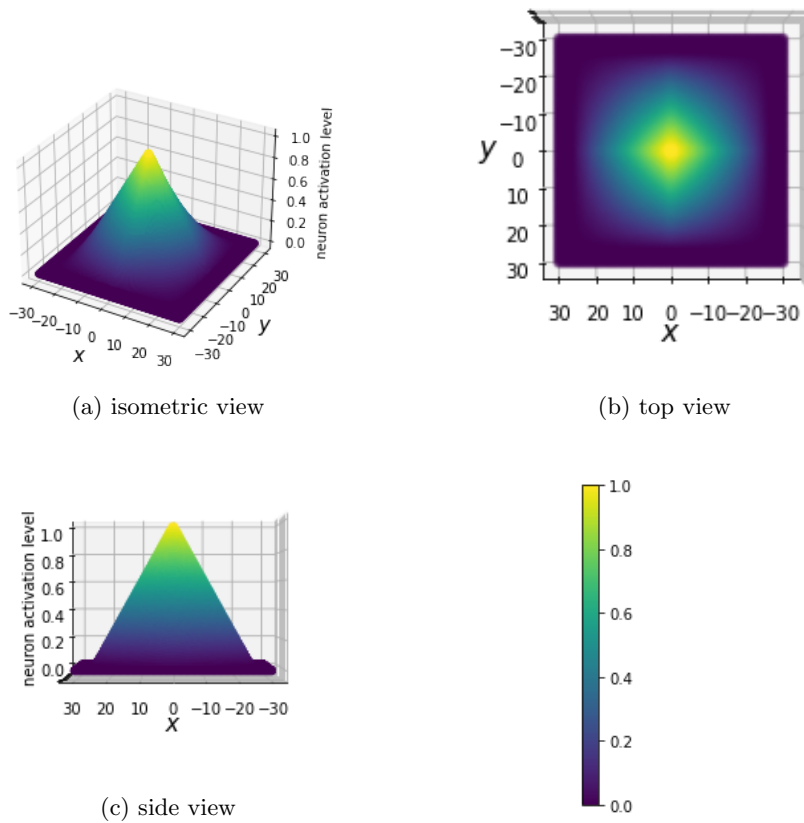 1.0
0.8
0.6
0.4
0.2
0.0
neuron activation level
−30 −20 −10 0 10 20 30
x
−30 −20 −10 0 10 20 30
y
(a) isometric view
−30
−20
−10
y 0
10
20
30
30 20 10 0 −10 −20 −30
x
(b) top view
neuron activation level
1.0
0.8
0.6
0.4
0.2
0.0
30 20 10 0 −10 −20 −30
x
(c) side view
1.0
0.8
0.6
0.4
0.2
0.0